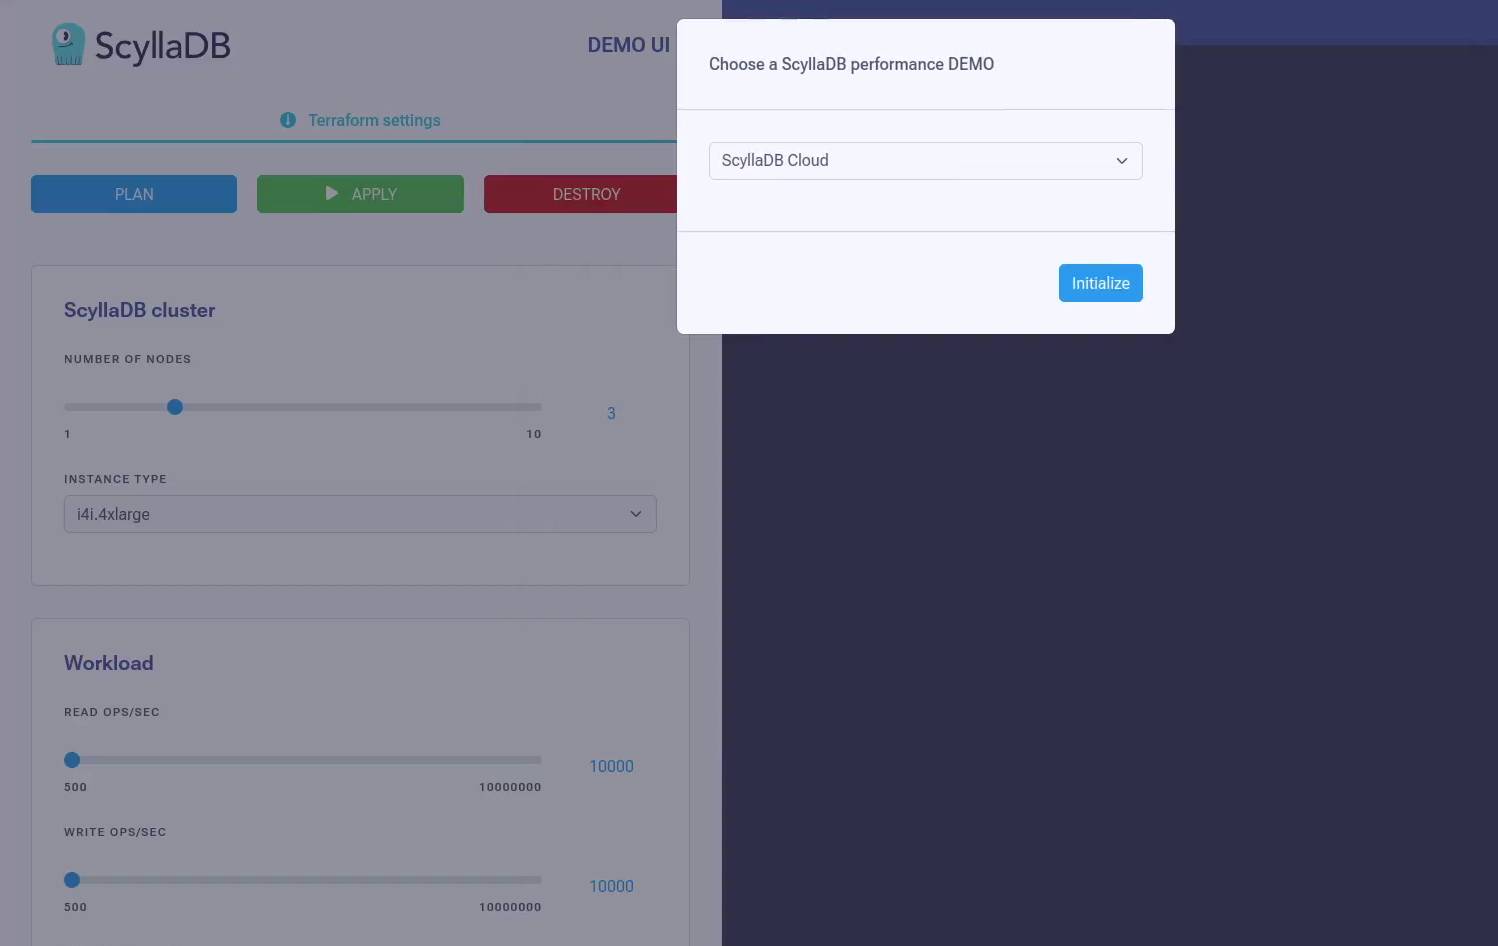 ScyllaDB
DEMO UI
Terraform settings
PLAN
APPLY
DESTROY
ScyllaDB cluster
NUMBER OF NODES
3
1
10
INSTANCE TYPE
i4i.4xlarge
Workload
READ OPS/SEC
10000
500
10000000
WRITE OPS/SEC
10000
500
10000000
Choose a ScyllaDB performance DEMO
ScyllaDB Cloud
Initialize